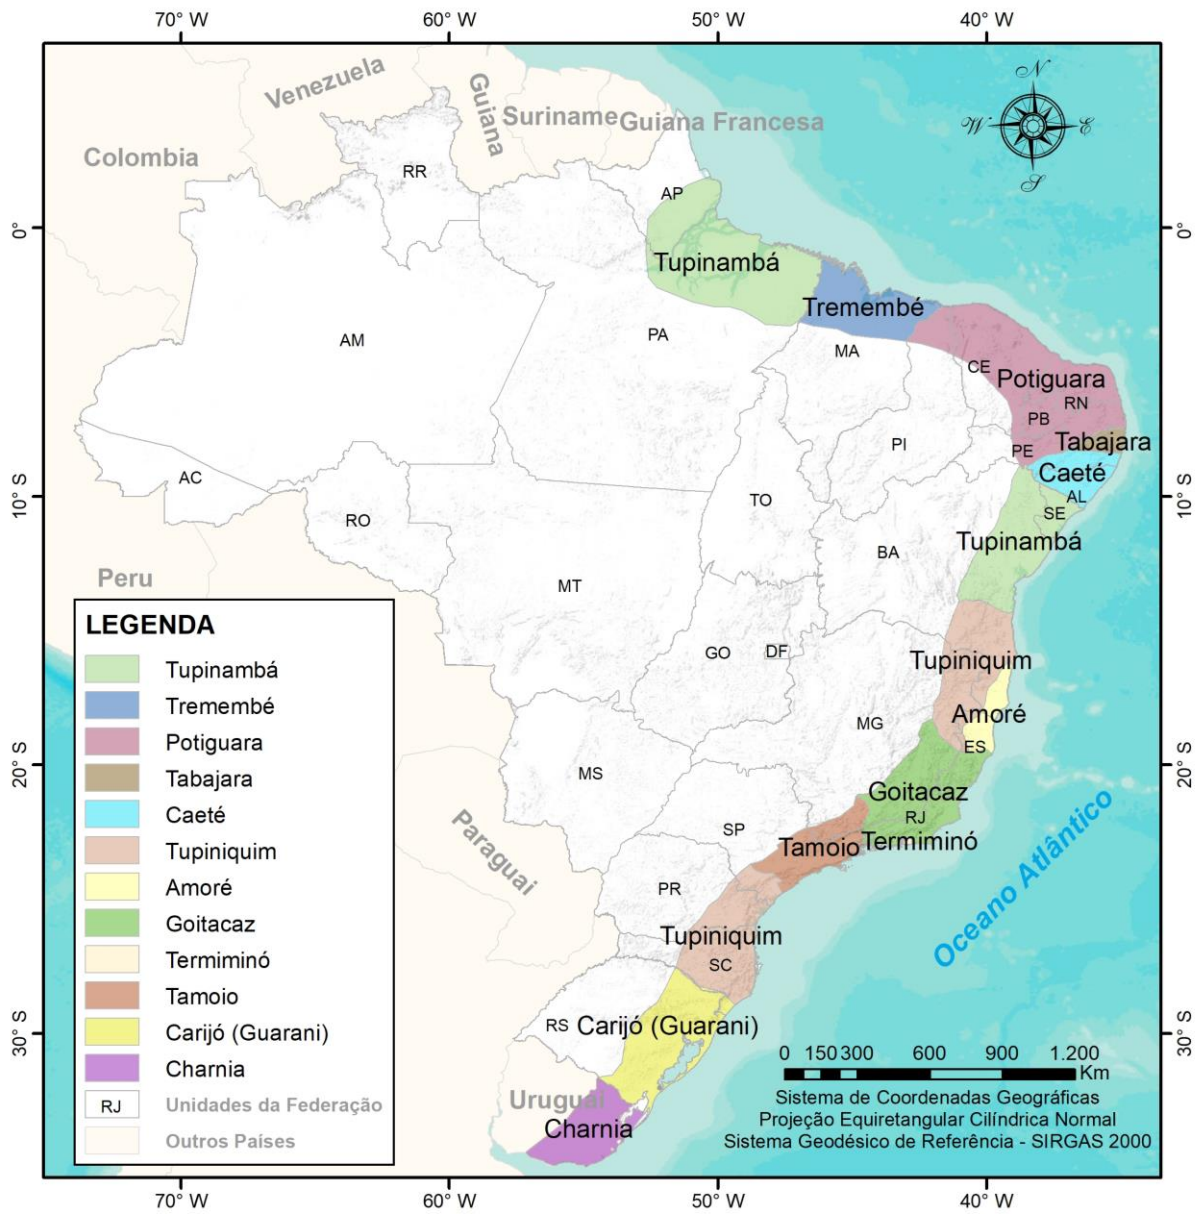 70° W 60° W 50° W 40° W
N
W E
S
Venezuela
Guiana
Suriname
Guiana Francesa
Colombia
RR
AP
0° 0°
Tupinambá
Tremembé
AM
PA
MA
CE
Potiguara
RN
PB
PI
PE
Tabajara
Caeté
AC
AL
10° S 10° S
TO
SE
RO
Tupinambá
BA
Peru
MT
LEGENDA
Tupinambá
Tremembé
Potiguara
Tabajara
Caeté
Tupiniquim
Amoré
Goitacaz
Termiminó
Tamoio
Carijó (Guarani)
Charnia
RJ Unidades da Federação
Outros Países
GO
DF
Tupiniquim
Amoré
MG
ES
20° S 20° S
MS
Goitacaz
RJ
SP
Termiminó
Tamoio
Paraguai
Oceano Atlântico
PR
Tupiniquim
SC
RS
Carijó (Guarani)
30° S 30° S
Uruguai
Charnia
0 150 300 600 900 1.200
Km
Sistema de Coordenadas Geográficas
Projeção Equiretangular Cilíndrica Normal
Sistema Geodésico de Referência - SIRGAS 2000
70° W 60° W 50° W 40° W